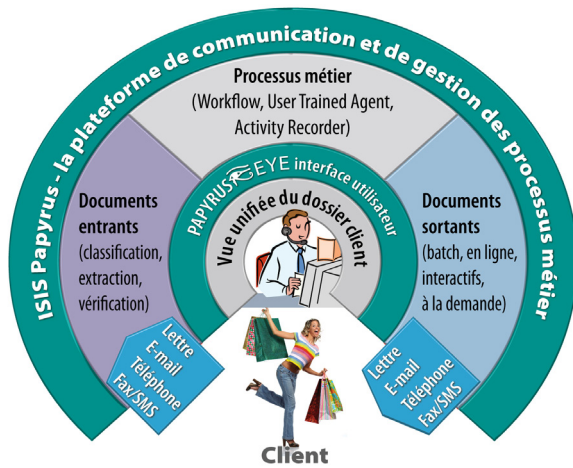 ISIS Papyrus - la plateforme de communication et de gestion des processus métier
Processus métier
(Workflow, User Trained Agent,
Activity Recorder)
PAPYRUS EYE interface utilisateur
Vue unifiée du dossier client
Documents
entrants
(classification,
extraction,
vérification)
Documents
sortants
(batch, en ligne,
interactifs,
à la demande)
Lettre
E-mail
Téléphone
Fax/SMS
Lettre
E-mail
Téléphone
Fax/SMS
Client